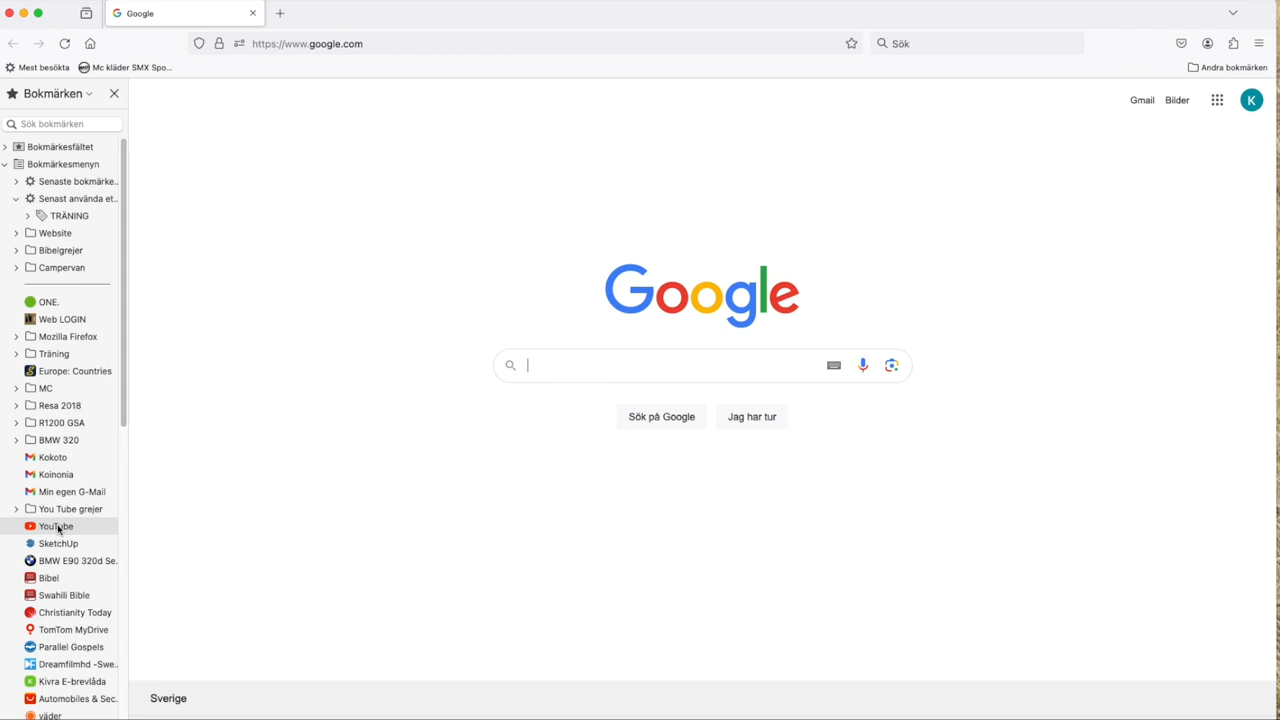 Google
https://www.google.com
Sök
Mest besökta
Mc kläder SMX Spo...
Andra bokmärken
Bokmärken
Gmail
Bilder
K
Sök bokmärken
Bokmärkesfältet
Bokmärkesmenyn
Senaste bokmärke..
Senast använda et..
TRÄNING
Website
Bibelgrejer
Campervan
ONE.
Web LOGIN
Mozilla Firefox
Träning
Europe: Countries
MC
Resa 2018
R1200 GSA
BMW 320
Kokoto
Koinonia
Min egen G-Mail
You Tube grejer
YouTube
SketchUp
BMW E90 320d Se..
Bibel
Swahili Bible
Christianity Today
TomTom MyDrive
Parallel Gospels
Dreamfilmhd -Swe..
Kivra E-brevlåda
Automobiles & Sec..
väder
Google
Sök på Google
Jag har tur
Sverige